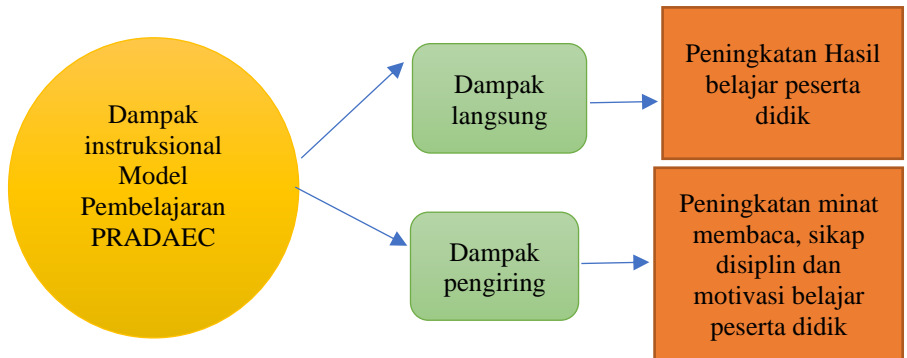 Dampak
instruksional
Model
Pembelajaran
PRADAEC
Dampak
langsung
Peningkatan Hasil
belajar peserta
didik
Dampak
pengiring
Peningkatan minat
membaca, sikap
disiplin dan
motivasi belajar
peserta didik